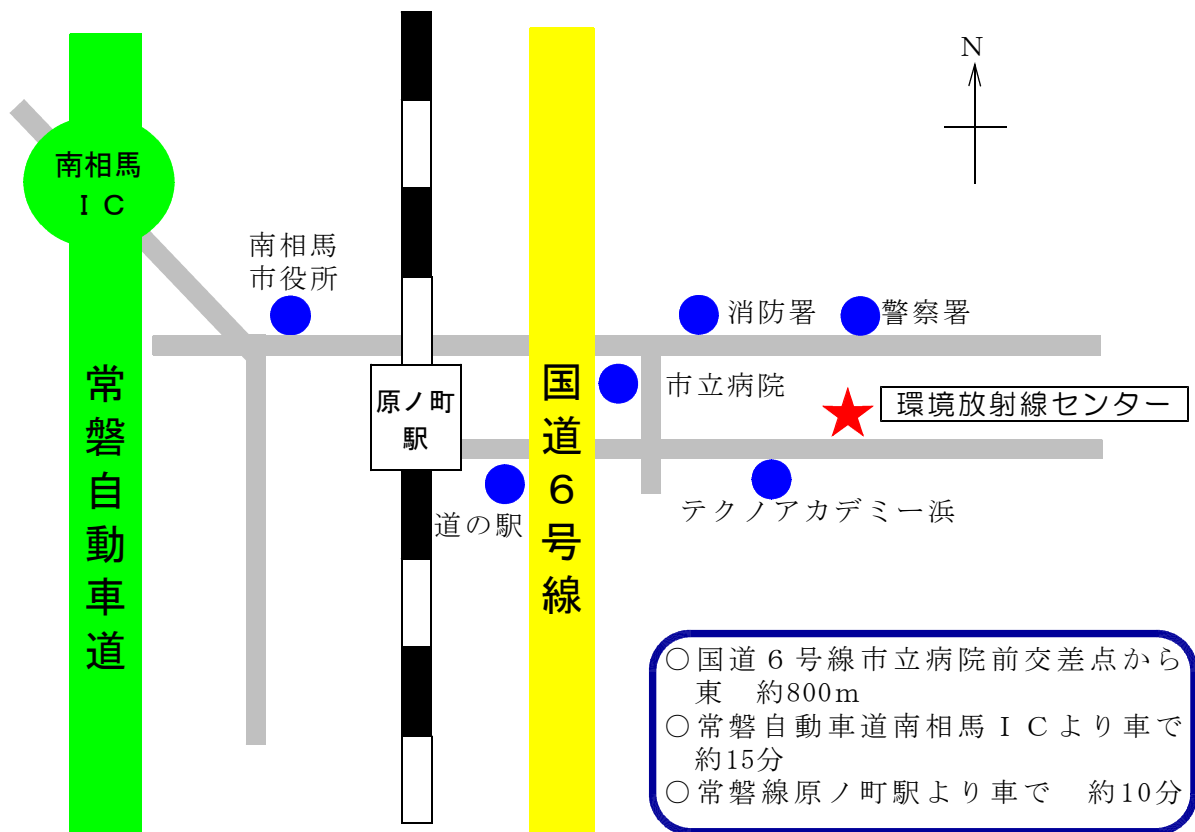 N
南相馬
ＩＣ
南相馬
市役所
消防署
警察署
常磐自動車道
原ノ町
駅
国道６号線
市立病院
環境放射線センター
道の駅
テクノアカデミー浜
○国道６号線市立病院前交差点から
東　約800m
○常磐自動車道南相馬ＩＣより車で
約15分
○常磐線原ノ町駅より車で　約10分